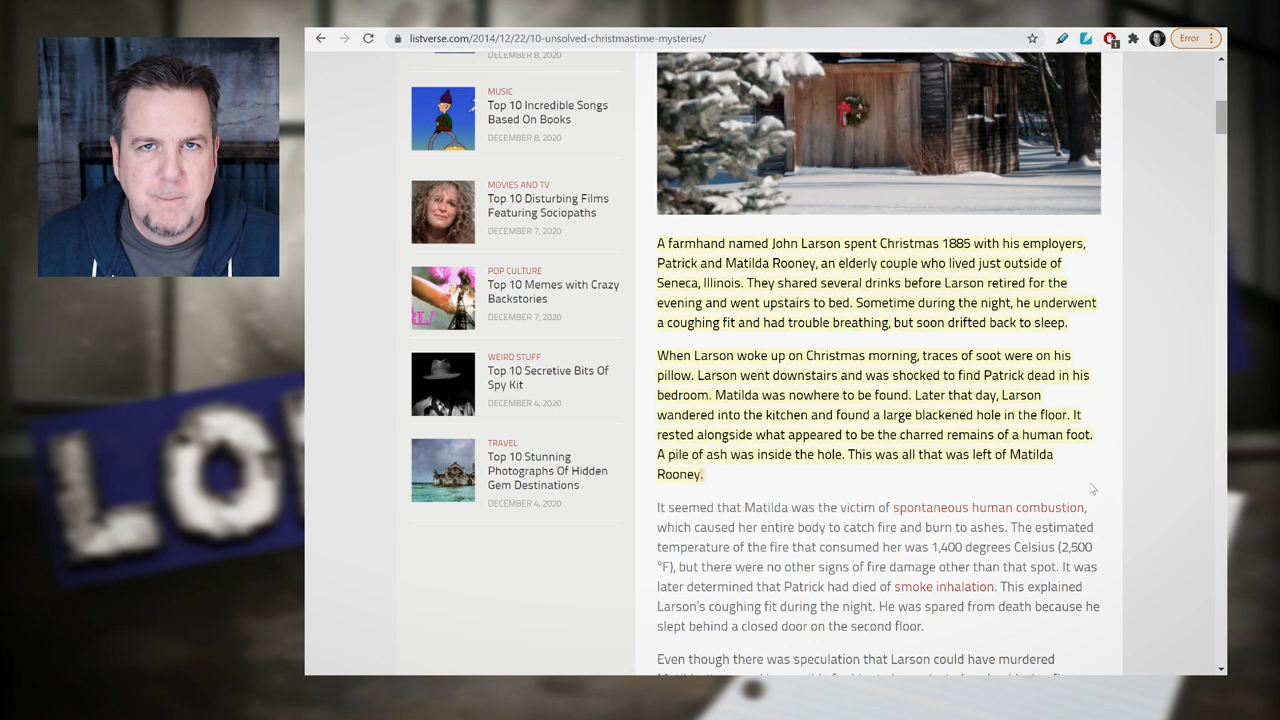 listverse.com/2014/12/22/10-unsolved-christmastime-mysteries/
Error
DECEMBER 8, 2020
MUSIC
Top 10 Incredible Songs
Based On Books
DECEMBER 8, 2020
MOVIES AND TV
Top 10 Disturbing Films
Featuring Sociopaths
DECEMBER 7, 2020
POP CULTURE
Top 10 Memes with Crazy
Backstories
DECEMBER 7, 2020
WEIRD STUFF
Top 10 Secretive Bits Of
Spy Kit
DECEMBER 4, 2020
TRAVEL
Top 10 Stunning
Photographs Of Hidden
Gem Destinations
DECEMBER 4, 2020
A farmhand named John Larson spent Christmas 1885 with his employers,
Patrick and Matilda Rooney, an elderly couple who lived just outside of
Seneca, Illinois. They shared several drinks before Larson retired for the
evening and went upstairs to bed. Sometime during the night, he underwent
a coughing fit and had trouble breathing, but soon drifted back to sleep.
When Larson woke up on Christmas morning, traces of soot were on his
pillow. Larson went downstairs and was shocked to find Patrick dead in his
bedroom. Matilda was nowhere to be found. Later that day, Larson
wandered into the kitchen and found a large blackened hole in the floor. It
rested alongside what appeared to be the charred remains of a human foot.
A pile of ash was inside the hole. This was all that was left of Matilda
Rooney.
It seemed that Matilda was the victim of spontaneous human combustion,
which caused her entire body to catch fire and burn to ashes. The estimated
temperature of the fire that consumed her was 1,400 degrees Celsius (2,500
°F), but there were no other signs of fire damage other than that spot. It was
later determined that Patrick had died of smoke inhalation. This explained
Larson's coughing fit during the night. He was spared from death because he
slept behind a closed door on the second floor.
Even though there was speculation that Larson could have murdered
LO